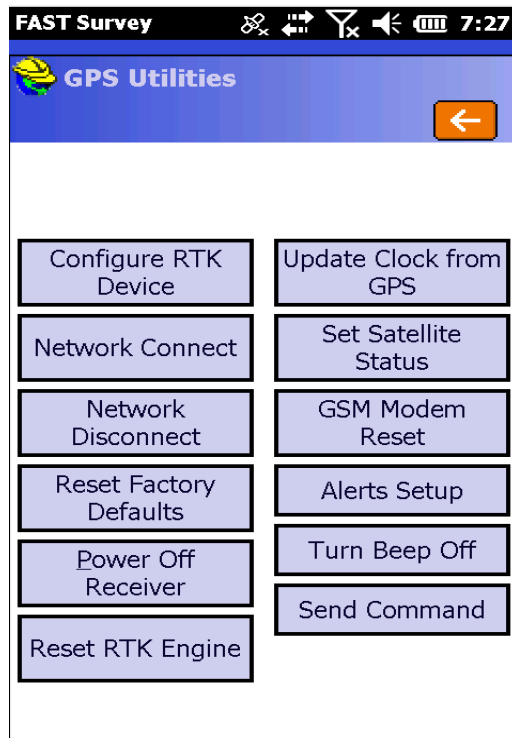 FAST Survey 7:27
GPS Utilities
Configure RTK
Device
Update Clock from
GPS
Network Connect
Set Satellite
Status
Network
Disconnect
GSM Modem
Reset
Reset Factory
Defaults
Alerts Setup
Power Off
Receiver
Turn Beep Off
Reset RTK Engine
Send Command